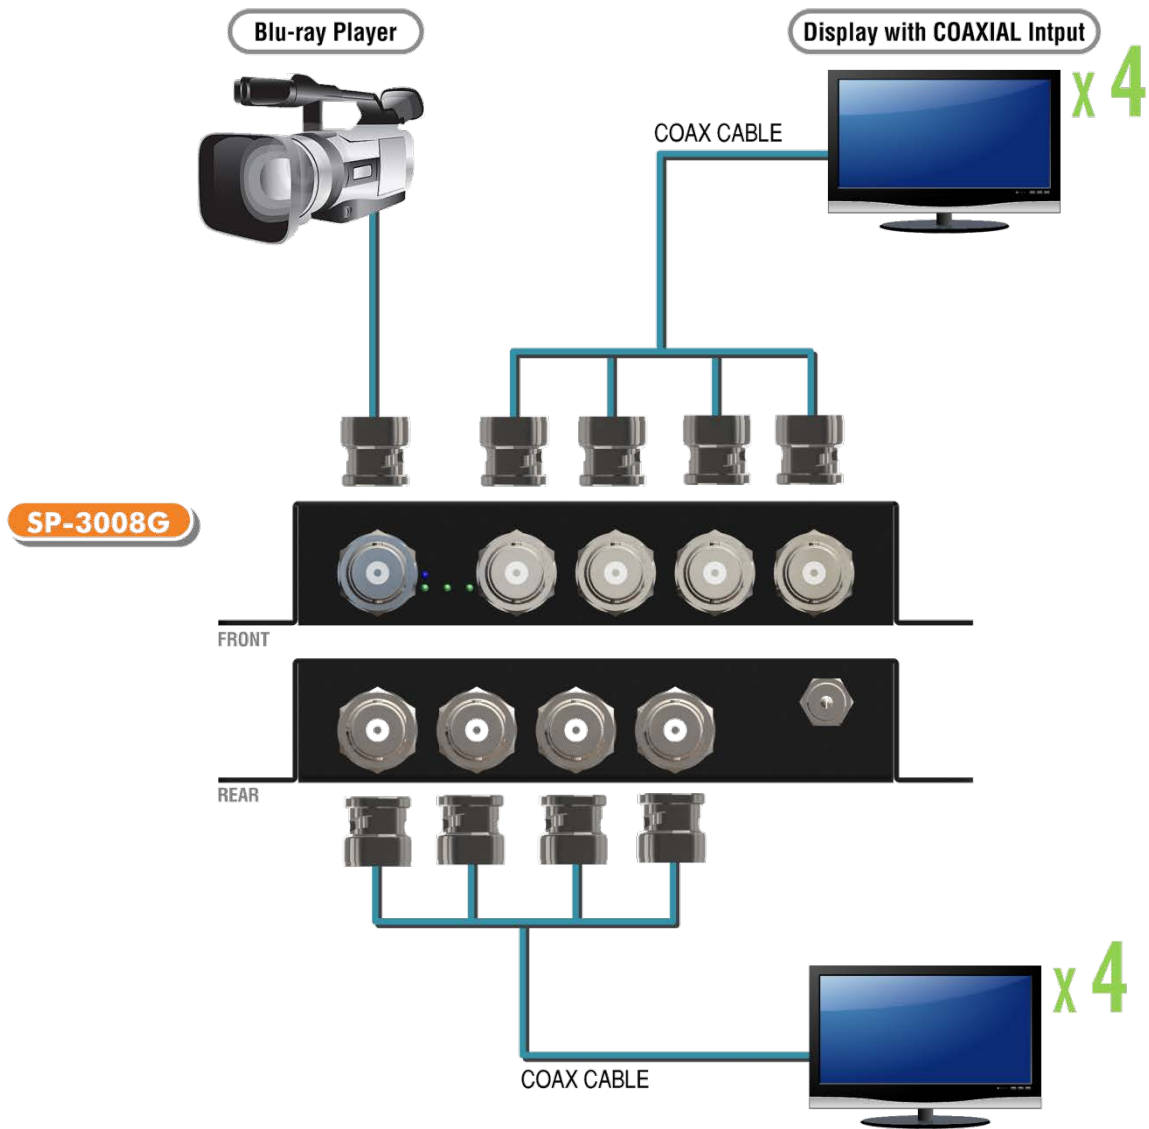 Blu-ray Player
Display with COAXIAL Intput
x 4
COAX CABLE
SP-3008G
FRONT
REAR
x 4
COAX CABLE